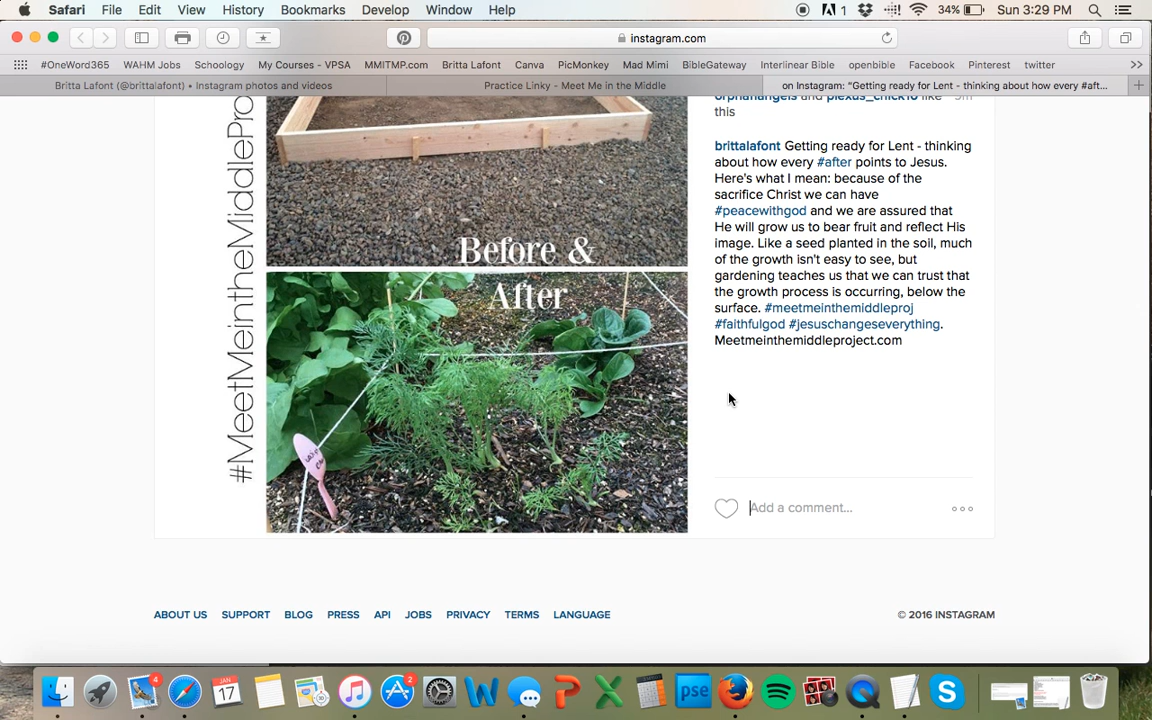 Safari File Edit View History Bookmarks Develop Window Help 1 34% Sun 3:29 PM
instagram.com
#OneWord365 WAHM Jobs Schoology My Courses - VPSA MMITMP.com Britta Lafont Canva PicMonkey Mad Mimi BibleGateway Interlinear Bible openbible Facebook Pinterest twitter
Britta Lafont (@brittalafont) • Instagram photos and videos
Practice Linky - Meet Me in the Middle
on Instagram: "Getting ready for Lent - thinking about how every #aft...
#MeetMeintheMiddlePro
Before &
After
and like
this
brittalafont Getting ready for Lent - thinking
about how every #after points to Jesus.
Here's what I mean: because of the
sacrifice Christ we can have
#peacewithgod and we are assured that
He will grow us to bear fruit and reflect His
image. Like a seed planted in the soil, much
of the growth isn't easy to see, but
gardening teaches us that we can trust that
the growth process is occurring, below the
surface. #meetmeinthemiddleproj
#faithfulgod #jesuschangeseverything.
Meetmeinthemiddleproject.com
Add a comment...
ABOUT US SUPPORT BLOG PRESS API JOBS PRIVACY TERMS LANGUAGE
© 2016 INSTAGRAM
4
JAN
17
2
pse